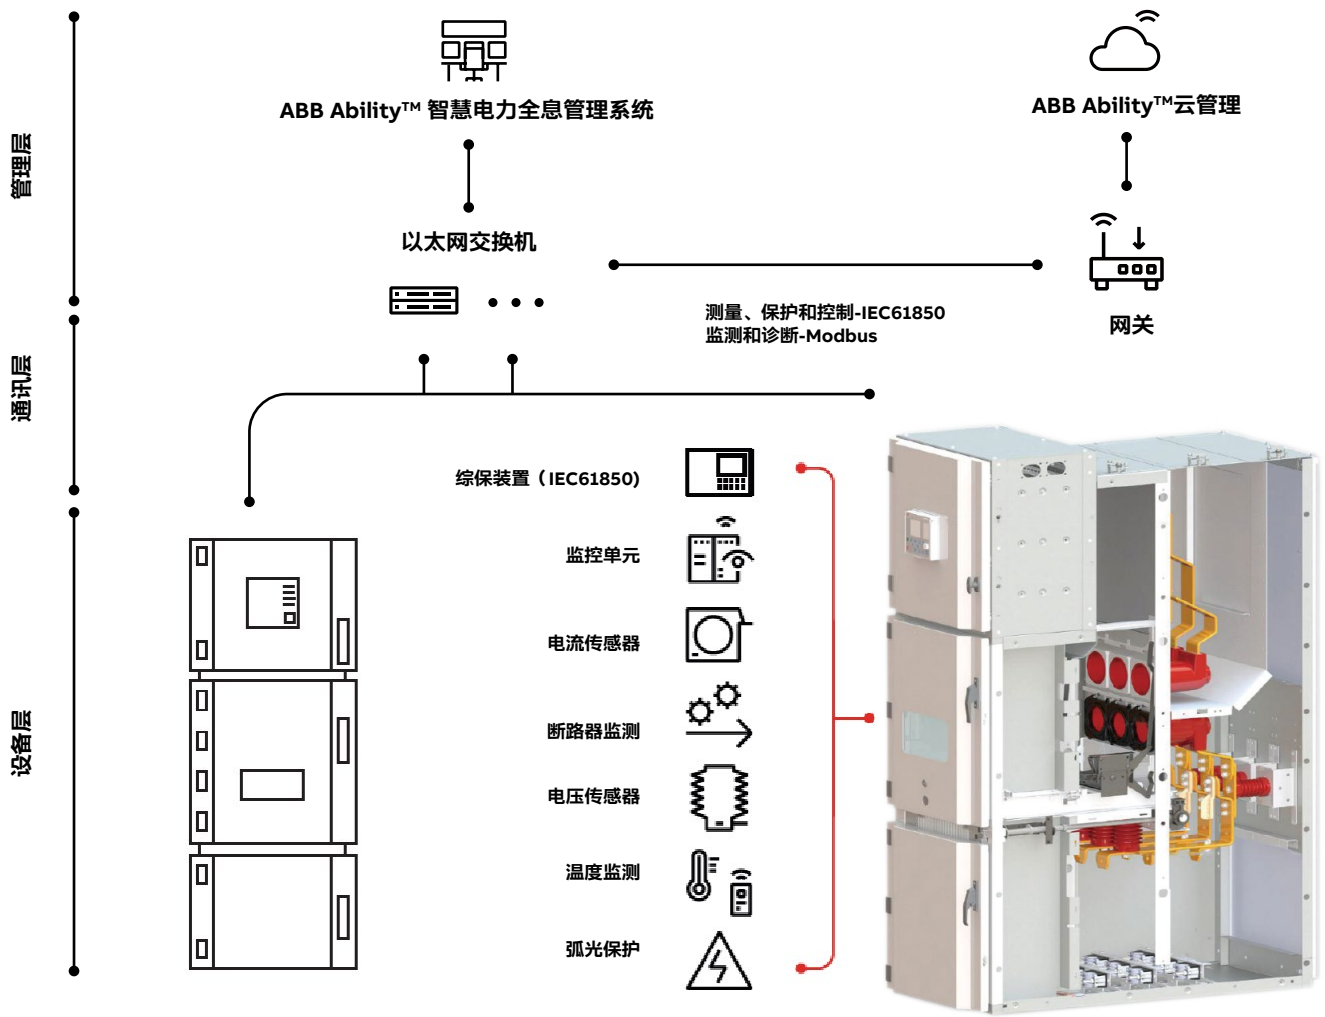 ABB Ability™ 智慧电力全息管理系统
ABB Ability™云管理
管理层
以太网交换机
测量、保护和控制-IEC61850
监测和诊断-Modbus
网关
通讯层
综保装置（IEC61850)
监控单元
电流传感器
设备层
断路器监测
电压传感器
温度监测
弧光保护